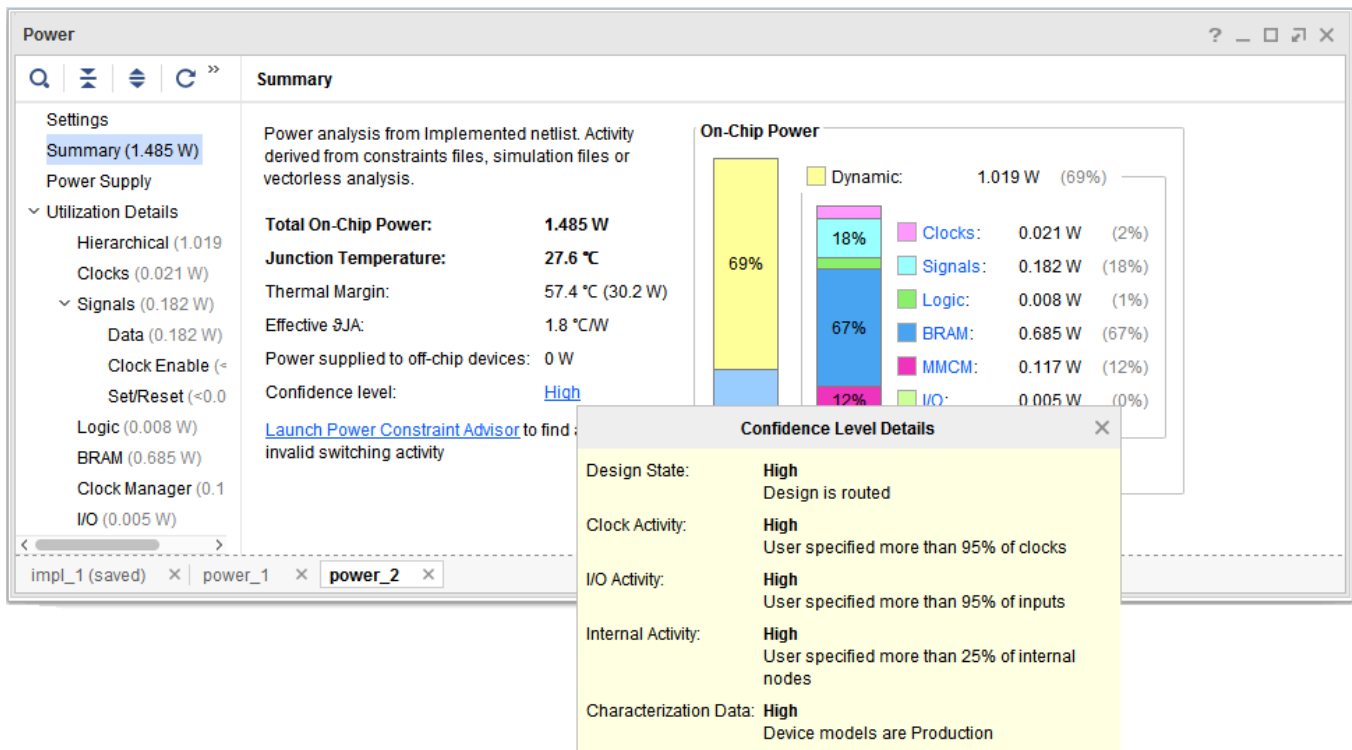 Power
?
»
Summary
Settings
Summary (1.485 W)
Power Supply
Utilization Details
Hierarchical (1.019
Clocks (0.021 W)
Signals (0.182 W)
Data (0.182 W)
Clock Enable (<
Set/Reset (<0.0
Logic (0.008 W)
BRAM (0.685 W)
Clock Manager (0.1
I/O (0.005 W)
Power analysis from Implemented netlist. Activity
derived from constraints files, simulation files or
vectorless analysis.
Total On-Chip Power: 1.485 W
Junction Temperature: 27.6 °C
Thermal Margin: 57.4 °C (30.2 W)
Effective ϑJA: 1.8 °C/W
Power supplied to off-chip devices: 0 W
Confidence level: High
Launch Power Constraint Advisor to find
invalid switching activity
On-Chip Power
69%
Dynamic: 1.019 W (69%)
18%
67%
12%
Clocks: 0.021 W (2%)
Signals: 0.182 W (18%)
Logic: 0.008 W (1%)
BRAM: 0.685 W (67%)
MMCM: 0.117 W (12%)
I/O: 0.005 W (0%)
Confidence Level Details
Design State: High
Design is routed
Clock Activity: High
User specified more than 95% of clocks
I/O Activity: High
User specified more than 95% of inputs
Internal Activity: High
User specified more than 25% of internal
nodes
Characterization Data: High
Device models are Production
impl_1 (saved) power_1 power_2